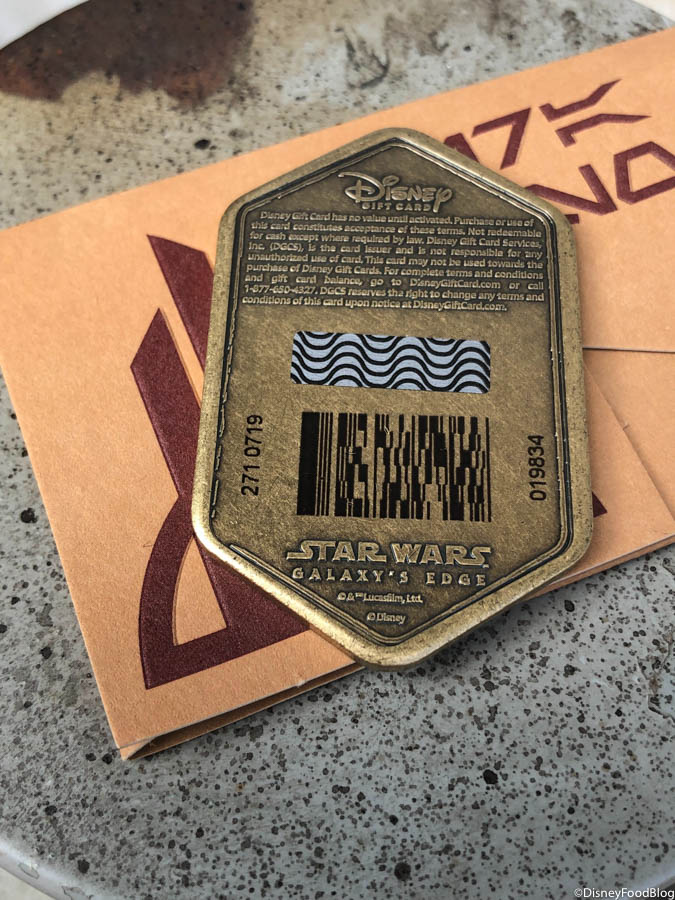 DISNEY
GIFT CARD
Disney Gift Card has no value until activated. Purchase or use of
this card constitutes acceptance of these terms. Not redeemable
for cash except where required by law. Disney Gift Card Services,
Inc. (DGCS), is the card issuer and is not responsible for any
unauthorized use of card. This card may not be used towards the
purchase of Disney Gift Cards. For complete terms and conditions
and gift card balance, go to DisneyGiftCard.com or call
1-877-650-4327. DGCS reserves the right to change any terms and
conditions of this card upon notice at DisneyGiftCard.com.
271 0719
019834
STAR WARS
GALAXY'S EDGE
© & ™ Lucasfilm, Ltd.
© Disney
©DisneyFoodBlog